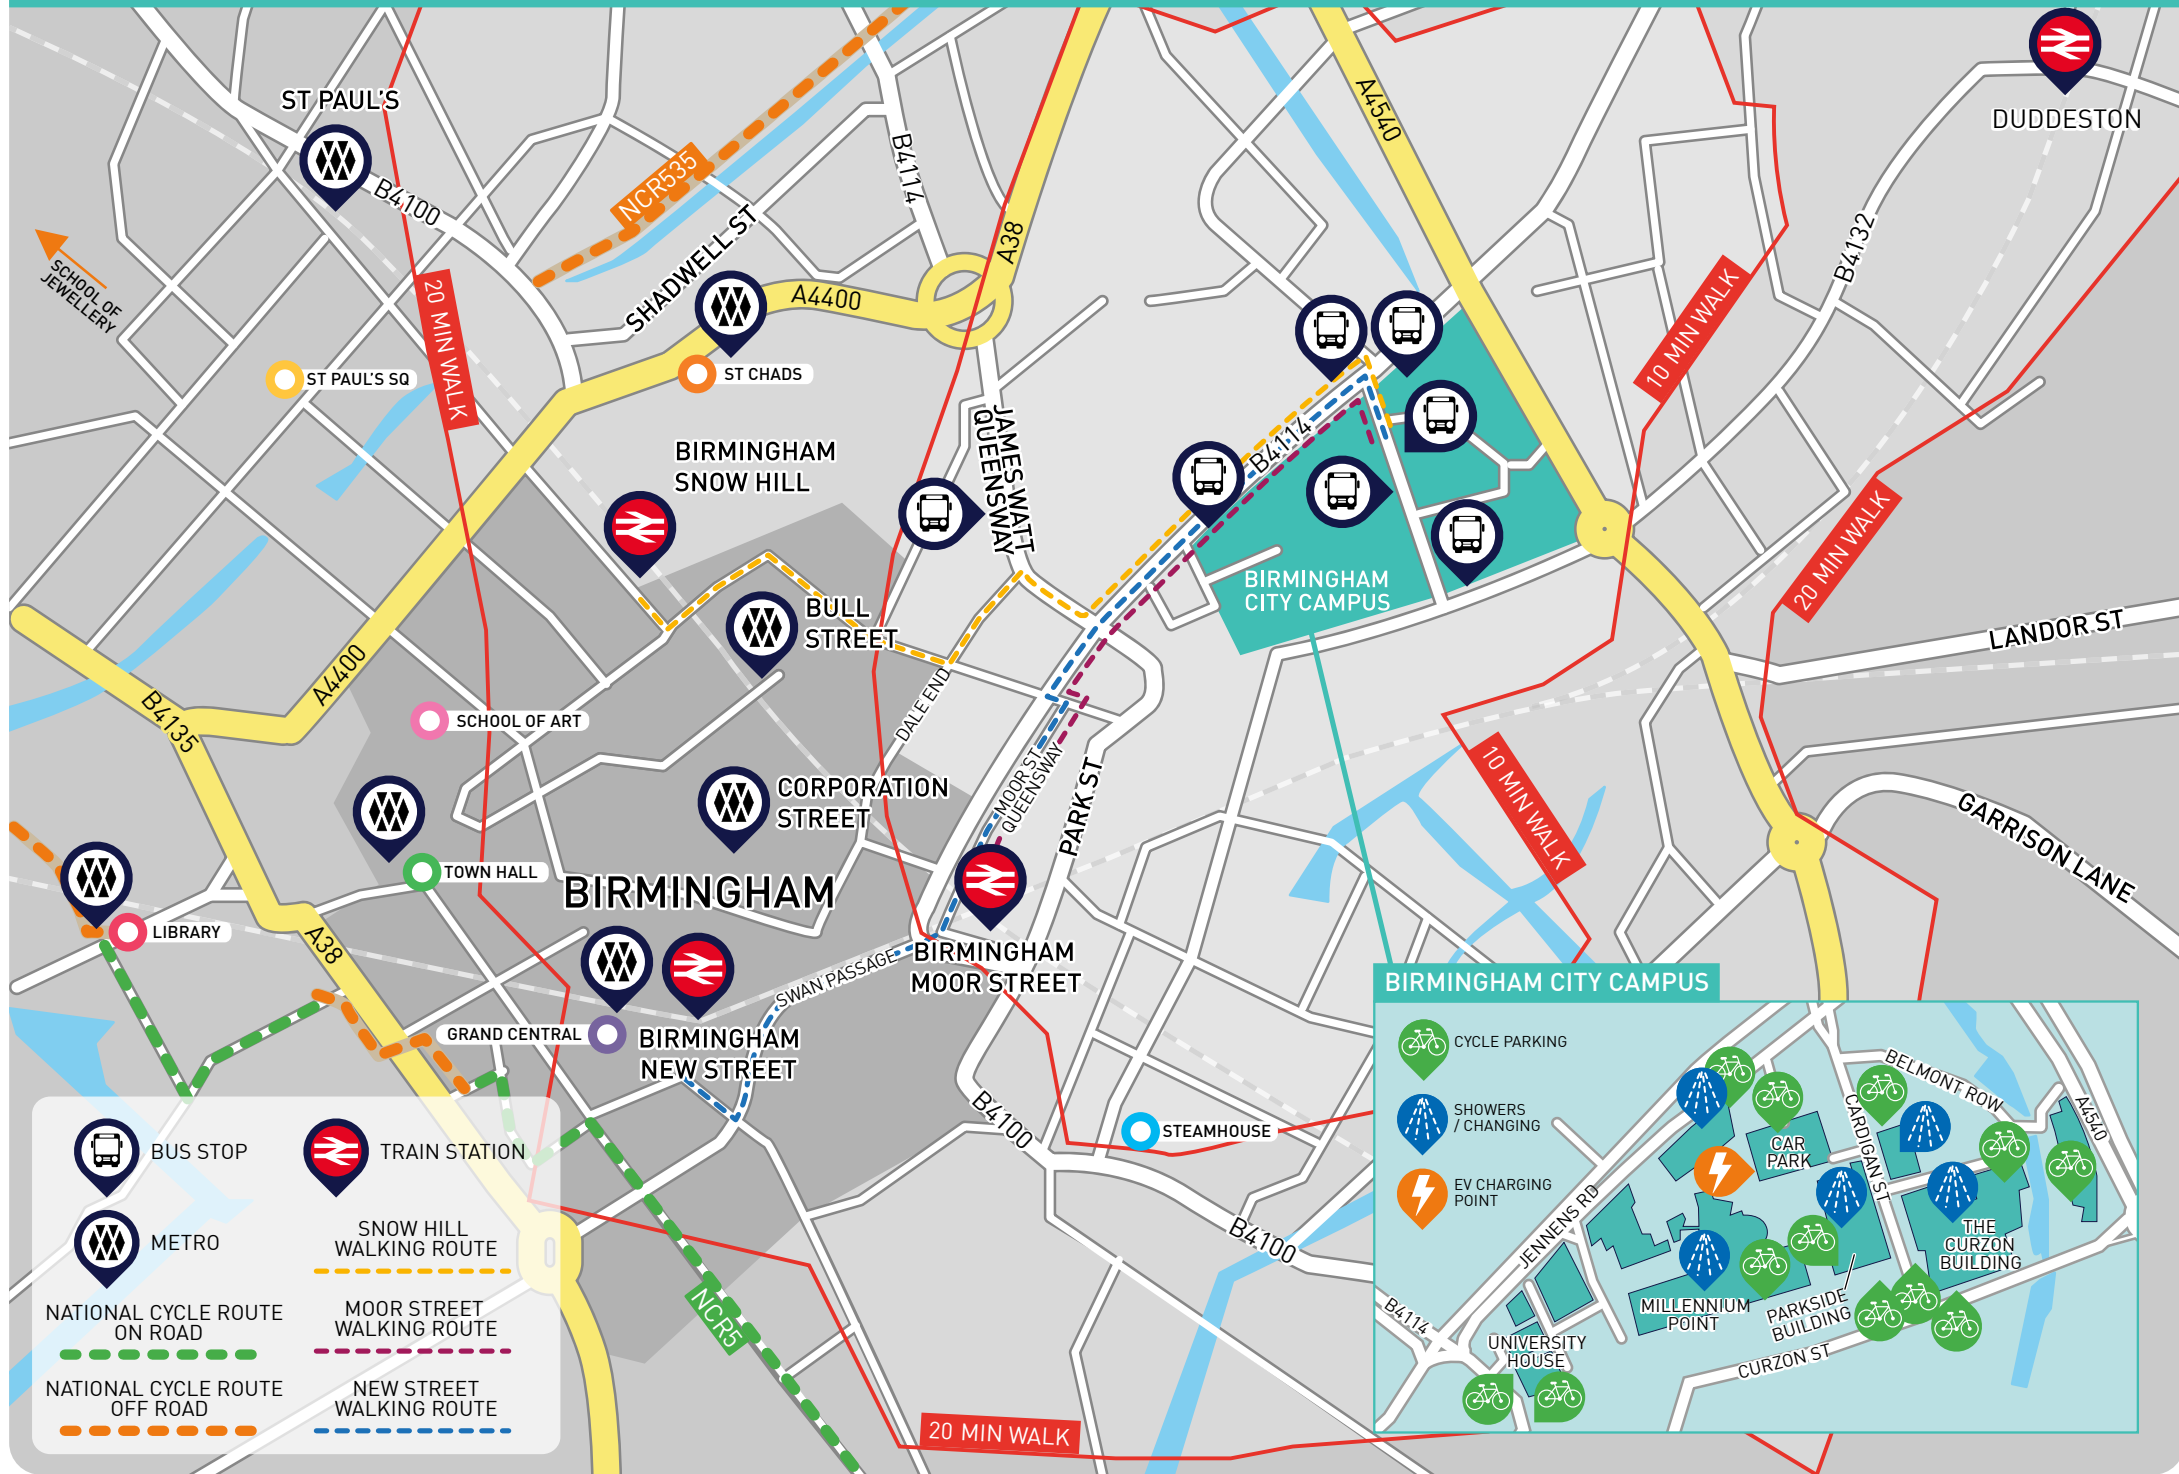 ST PAUL'S
B4100
NCR535
SHADWELL ST
B4114
A38
A4540
DUDDESTON
B4132
SCHOOL OF
JEWELLERY
20 MIN WALK
A4400
10 MIN WALK
ST PAUL'S SQ
ST CHADS
BIRMINGHAM
SNOW HILL
JAMES WATT
QUEENSWAY
B4114
20 MIN WALK
BIRMINGHAM
CITY CAMPUS
BULL
STREET
LANDOR ST
A4400
B4135
DALE END
SCHOOL OF ART
MOOR ST
QUEENSWAY
PARK ST
10 MIN WALK
CORPORATION
STREET
GARRISON LANE
TOWN HALL
BIRMINGHAM
LIBRARY
A38
SWAN PASSAGE
BIRMINGHAM
MOOR STREET
GRAND CENTRAL
BIRMINGHAM
NEW STREET
B4100
STEAMHOUSE
B4100
NCR5
20 MIN WALK
BUS STOP
TRAIN STATION
METRO
SNOW HILL
WALKING ROUTE
NATIONAL CYCLE ROUTE
ON ROAD
MOOR STREET
WALKING ROUTE
NATIONAL CYCLE ROUTE
OFF ROAD
NEW STREET
WALKING ROUTE
BIRMINGHAM CITY CAMPUS
CYCLE PARKING
SHOWERS
/ CHANGING
EV CHARGING
POINT
BELMONT ROW
A4540
CARDIGAN ST
CAR
PARK
JENNENS RD
THE
CURZON
BUILDING
MILLENNIUM
POINT
PARKSIDE
BUILDING
B4114
UNIVERSITY
HOUSE
CURZON ST